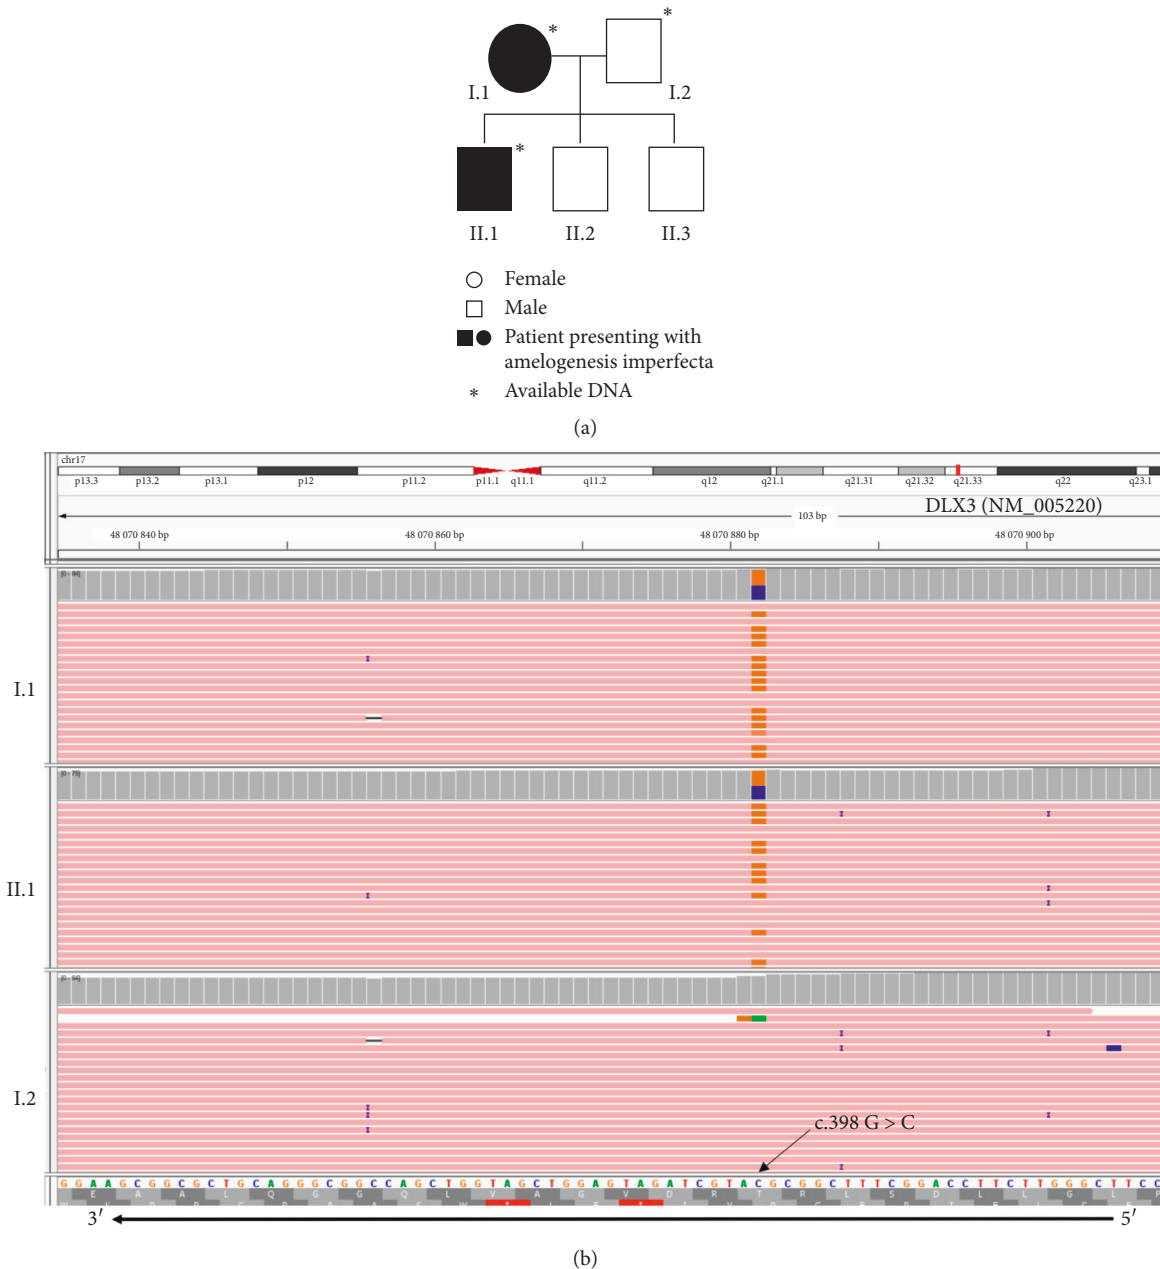 *
*
I.1
I.2
*
II.1
II.2
II.3
Female
Male
Patient presenting with
amelogenesis imperfecta
* Available DNA
(a)
chr17
p13.3 p13.2 p13.1 p12 p11.2 p11.1 q11.1 q11.2 q12 q21.1 q21.31 q21.32 q21.33 q22 q23.1
DLX3 (NM_005220)
103 bp
48 070 840 bp 48 070 860 bp 48 070 880 bp 48 070 900 bp
I.1
II.1
I.2
c.398 G > C
G G A A G C G G C G C T G C A G G G C G G C C A G C T G G T A G C T G G A G T A G A T C G T A C G C G G C T T T C G G A C C T T C T T G G G C T T C C
E A A L Q G G Q L V A G V D R T R L S D L L G L P
3′ 5′
(b)